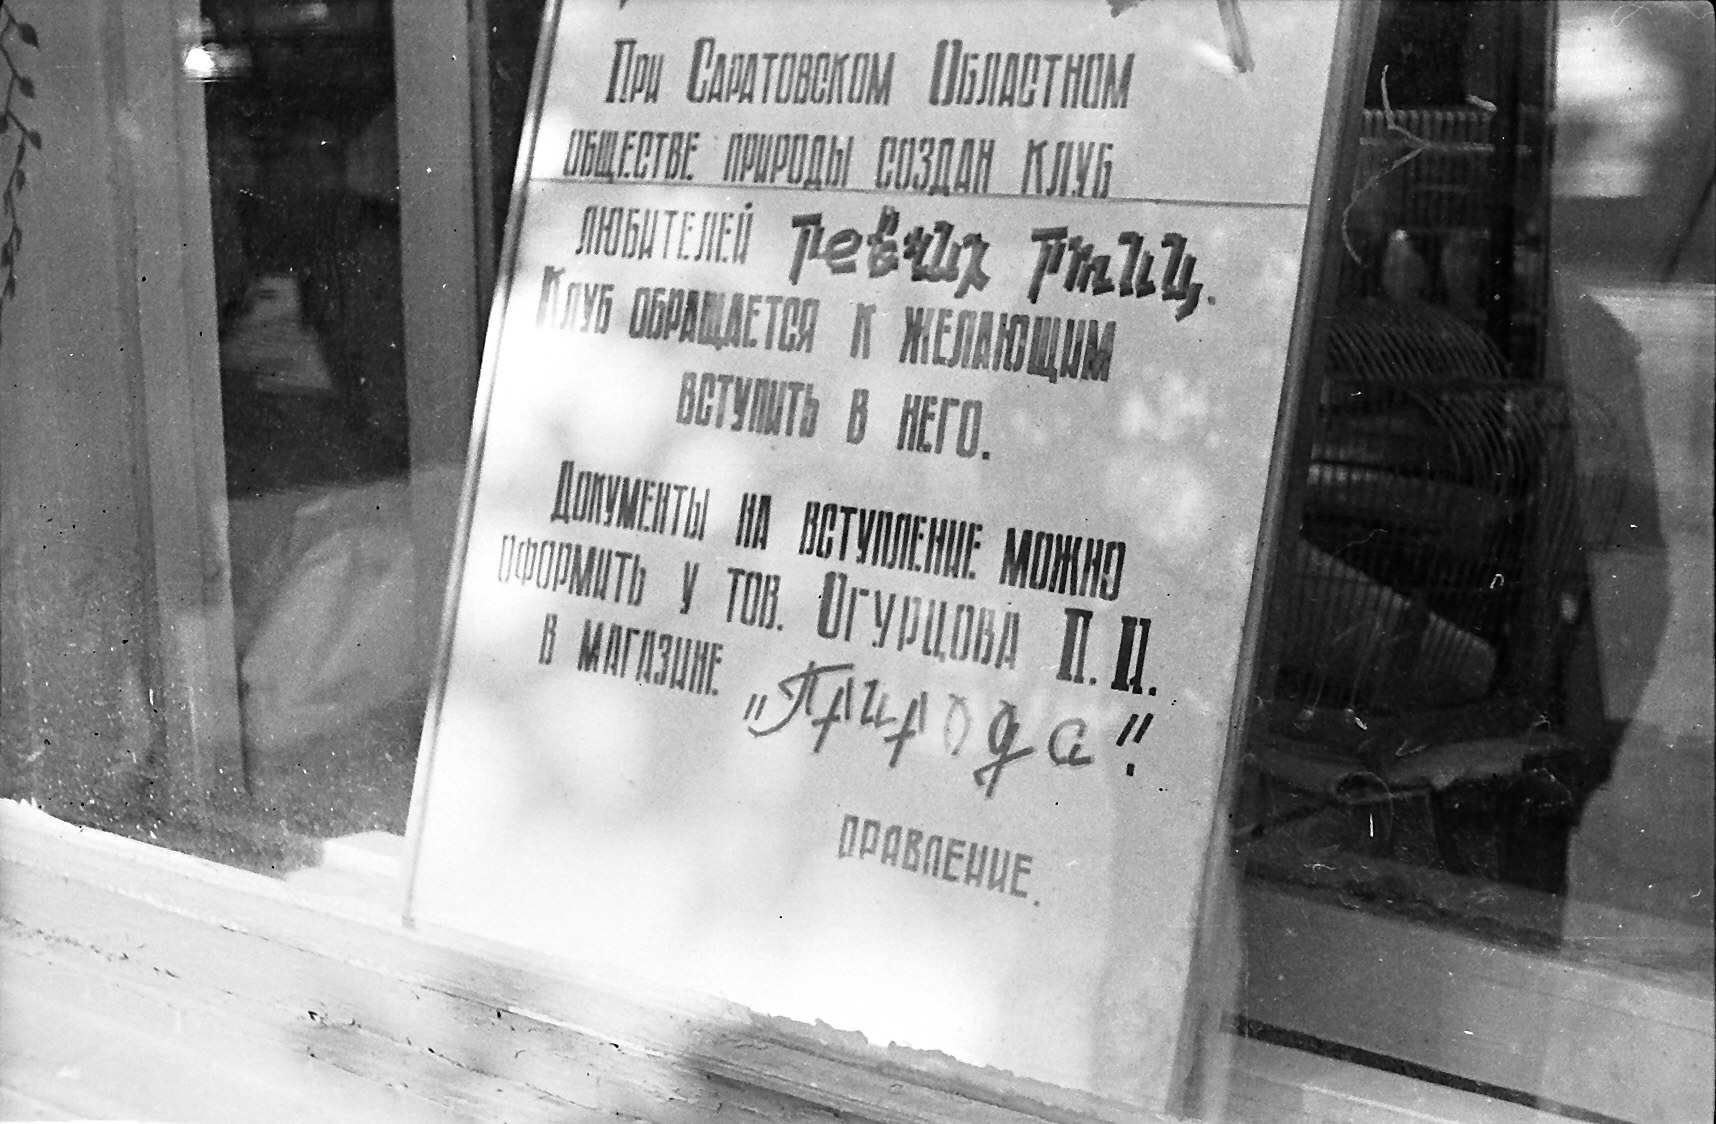 При Саратовском Областном
обществе природы создан клуб
любителей певчих птиц.
Клуб обращается к желающим
вступить в него.
Документы на вступление можно
оформить у тов. Огурцова П.И.
в магазине „Природа".
Правление.